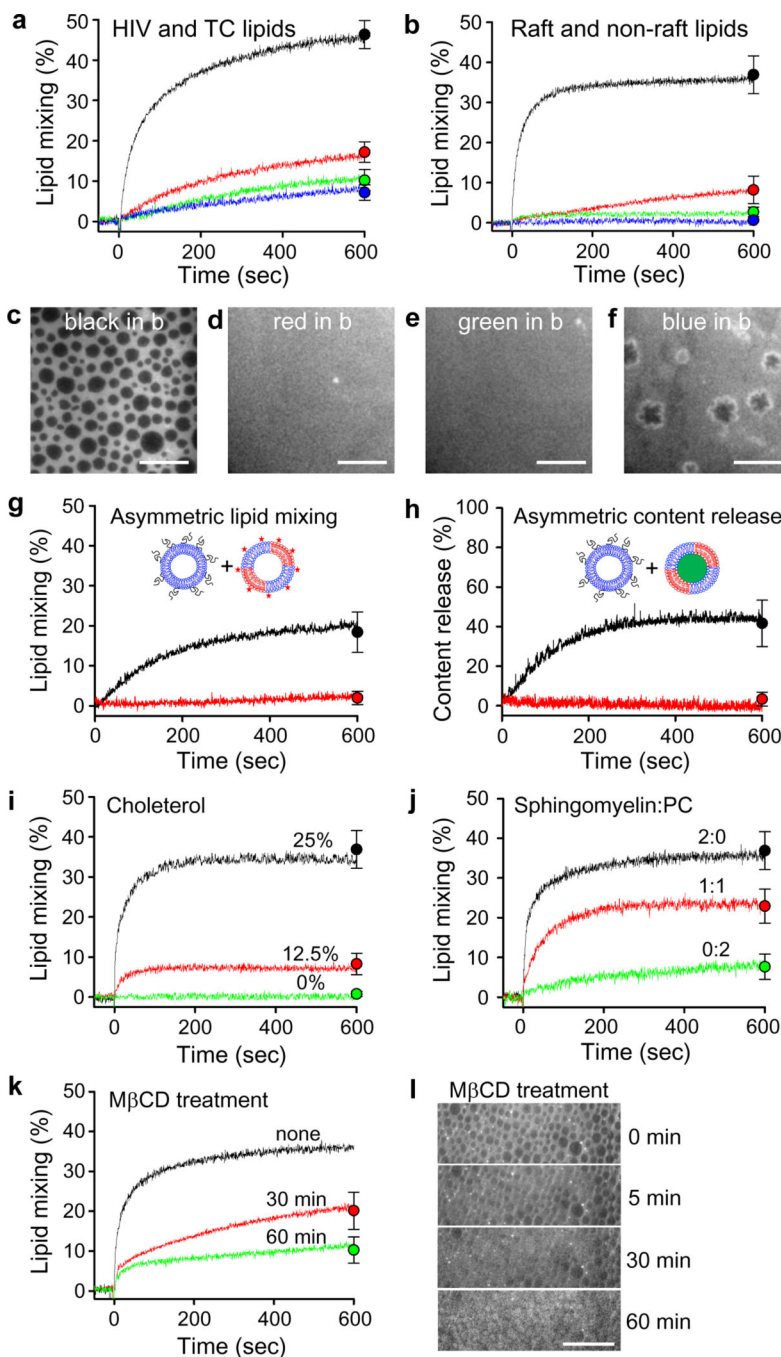 a
HIV and TC lipids
Lipid mixing (%)
50
40
30
20
10
0
0 200 400 600
Time (sec)
b
Raft and non-raft lipids
Lipid mixing (%)
50
40
30
20
10
0
0 200 400 600
Time (sec)
c
black in b
d
red in b
e
green in b
f
blue in b
g
Asymmetric lipid mixing
Lipid mixing (%)
50
40
30
20
10
0
+
0 200 400 600
Time (sec)
h
Asymmetric content release
Content release (%)
100
80
60
40
20
0
+
0 200 400 600
Time (sec)
i
Choleterol
Lipid mixing (%)
50
40
30
20
10
0
25%
12.5%
0%
0 200 400 600
Time (sec)
j
Sphingomyelin:PC
Lipid mixing (%)
50
40
30
20
10
0
2:0
1:1
0:2
0 200 400 600
Time (sec)
k
MβCD treatment
Lipid mixing (%)
50
40
30
20
10
0
none
30 min
60 min
0 200 400 600
Time (sec)
l
MβCD treatment
0 min
5 min
30 min
60 min